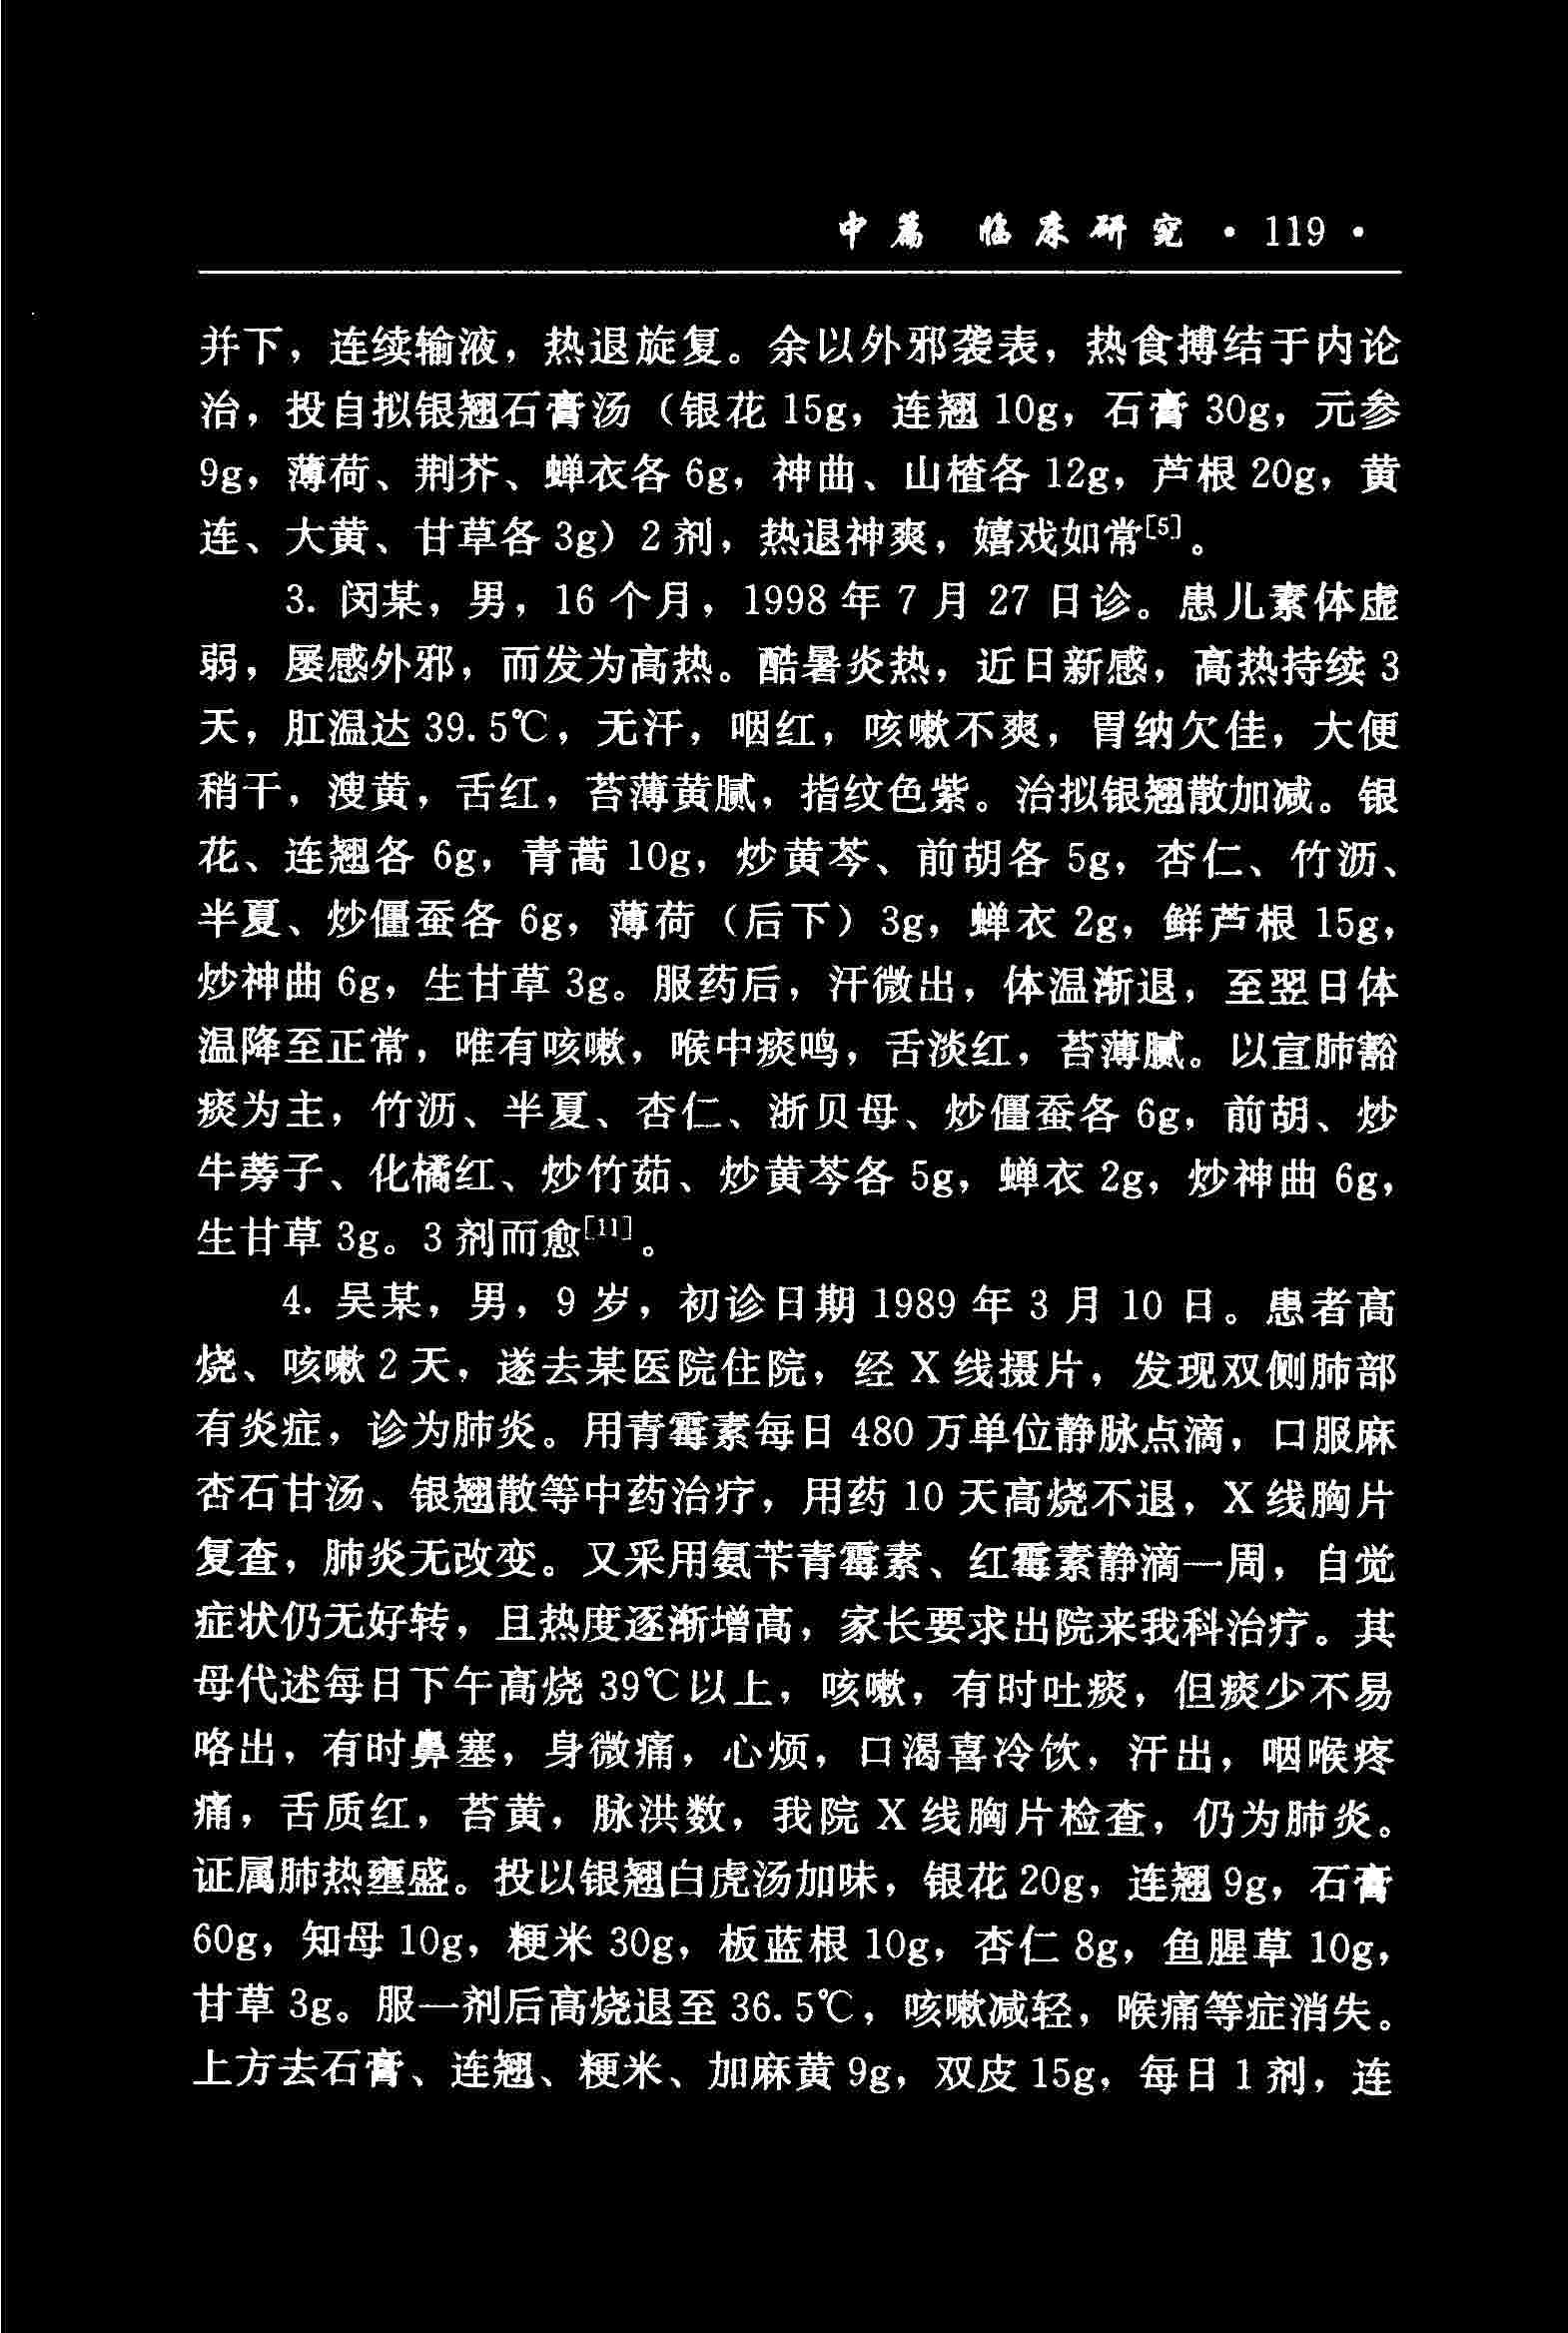 中篇 临床研究 · 119 ·
并下，连续输液，热退旋复。余以外邪袭表，热食搏结于内论
治，投自拟银翘石膏汤（银花 15g，连翘 10g，石膏 30g，元参
9g，薄荷、荆芥、蝉衣各 6g，神曲、山楂各 12g，芦根 20g，黄
连、大黄、甘草各 3g）2 剂，热退神爽，嬉戏如常[5]。
3. 闵某，男，16 个月，1998 年 7 月 27 日诊。患儿素体虚
弱，屡感外邪，而发为高热。酷暑炎热，近日新感，高热持续 3
天，肛温达 39.5℃，无汗，咽红，咳嗽不爽，胃纳欠佳，大便
稍干，溲黄，舌红，苔薄黄腻，指纹色紫。治拟银翘散加减。银
花、连翘各 6g，青蒿 10g，炒黄芩、前胡各 5g，杏仁、竹沥、
半夏、炒僵蚕各 6g，薄荷（后下）3g，蝉衣 2g，鲜芦根 15g，
炒神曲 6g，生甘草 3g。服药后，汗微出，体温渐退，至翌日体
温降至正常，唯有咳嗽，喉中痰鸣，舌淡红，苔薄腻。以宣肺豁
痰为主，竹沥、半夏、杏仁、浙贝母、炒僵蚕各 6g，前胡、炒
牛蒡子、化橘红、炒竹茹、炒黄芩各 5g，蝉衣 2g，炒神曲 6g，
生甘草 3g。3 剂而愈[11]。
4. 吴某，男，9 岁，初诊日期 1989 年 3 月 10 日。患者高
烧、咳嗽 2 天，遂去某医院住院，经 X 线摄片，发现双侧肺部
有炎症，诊为肺炎。用青霉素每日 480 万单位静脉点滴，口服麻
杏石甘汤、银翘散等中药治疗，用药 10 天高烧不退，X 线胸片
复查，肺炎无改变。又采用氨苄青霉素、红霉素静滴一周，自觉
症状仍无好转，且热度逐渐增高，家长要求出院来我科治疗。其
母代述每日下午高烧 39℃以上，咳嗽，有时吐痰，但痰少不易
咯出，有时鼻塞，身微痛，心烦，口渴喜冷饮，汗出，咽喉疼
痛，舌质红，苔黄，脉洪数，我院 X 线胸片检查，仍为肺炎。
证属肺热壅盛。投以银翘白虎汤加味，银花 20g，连翘 9g，石膏
60g，知母 10g，粳米 30g，板蓝根 10g，杏仁 8g，鱼腥草 10g，
甘草 3g。服一剂后高烧退至 36.5℃，咳嗽减轻，喉痛等症消失。
上方去石膏、连翘、粳米、加麻黄 9g，双皮 15g，每日 1 剂，连